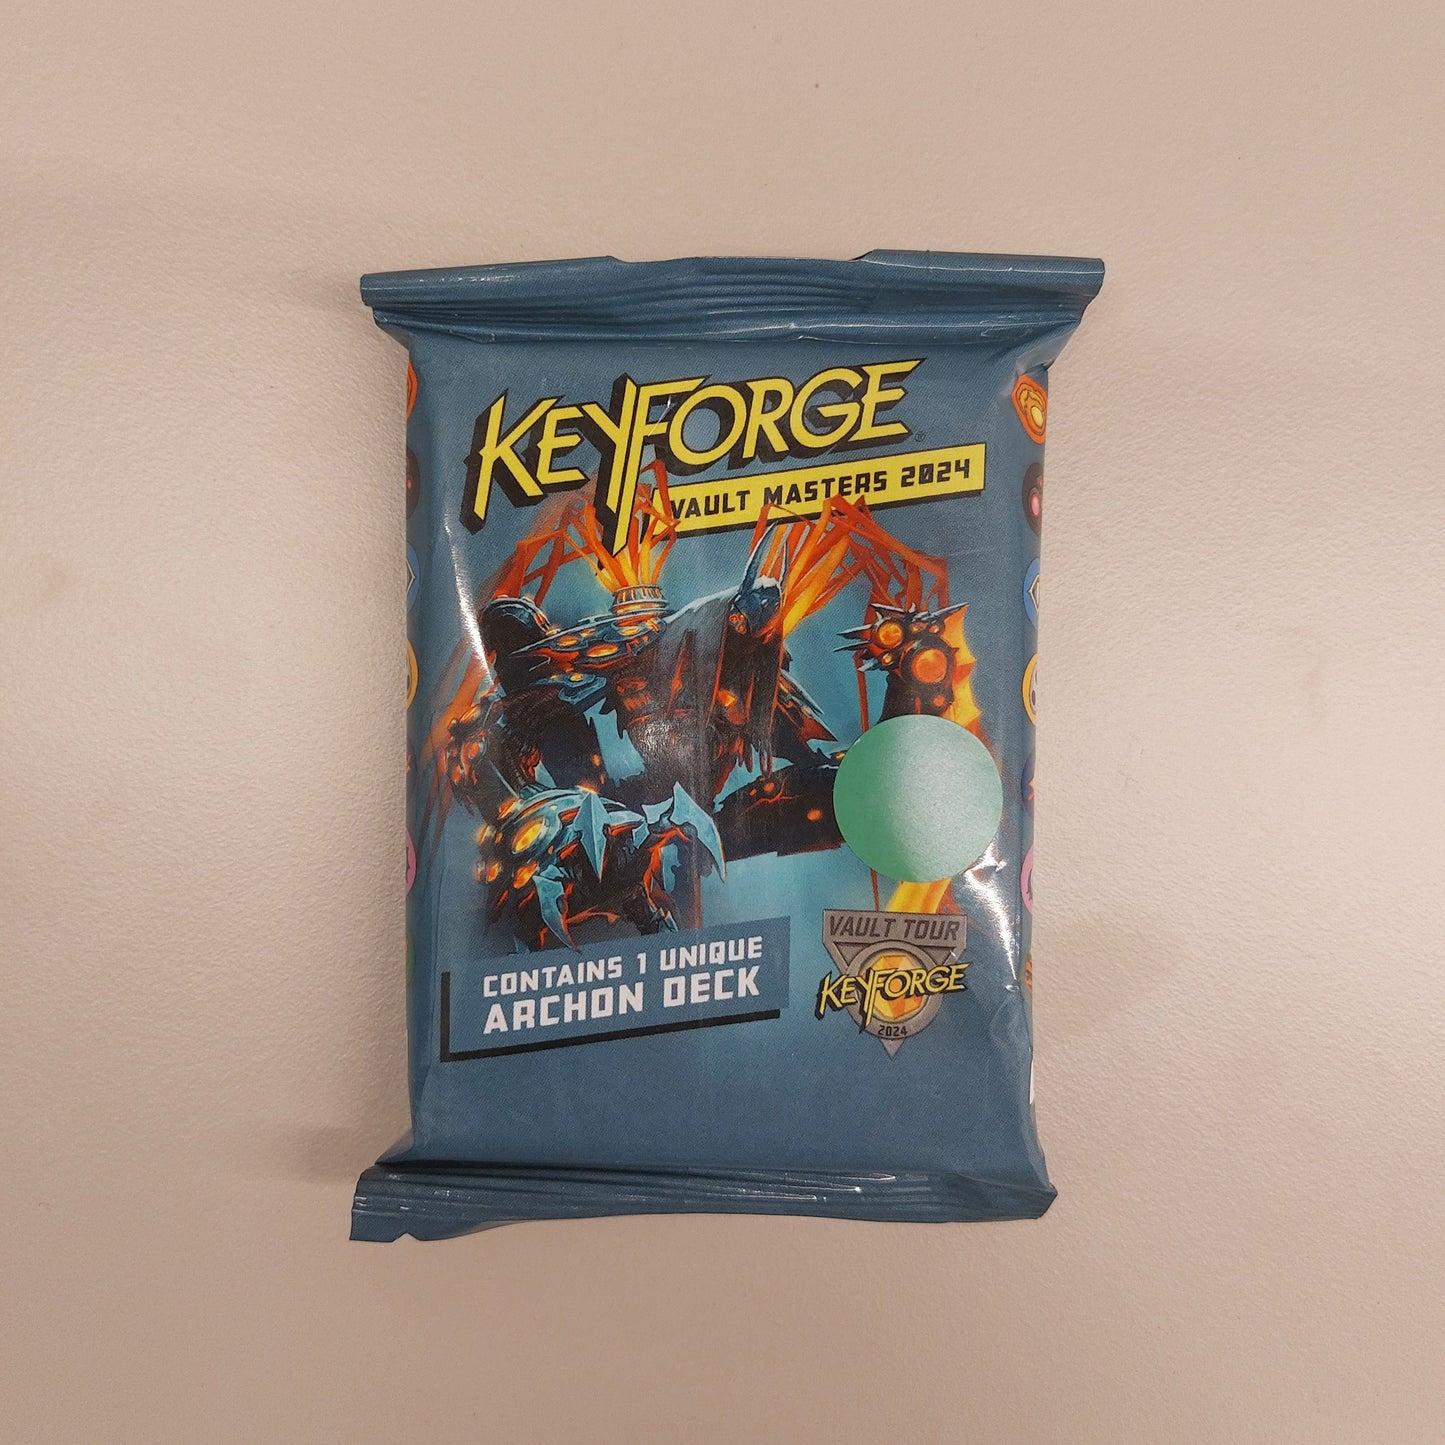 KEYFORGE®
VAULT MASTERS 2024
CONTAINS 1 UNIQUE
ARCHON DECK
VAULT TOUR
KEYFORGE
2024